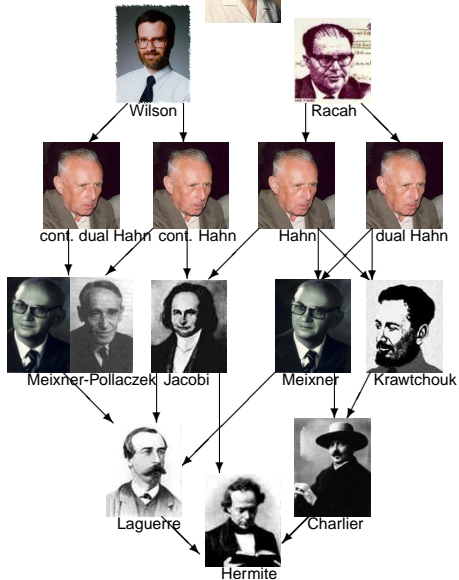 Wilson Racah
cont. dual Hahn cont. Hahn Hahn dual Hahn
Meixner-Pollaczek Jacobi Meixner Krawtchouk
Laguerre Charlier
Hermite